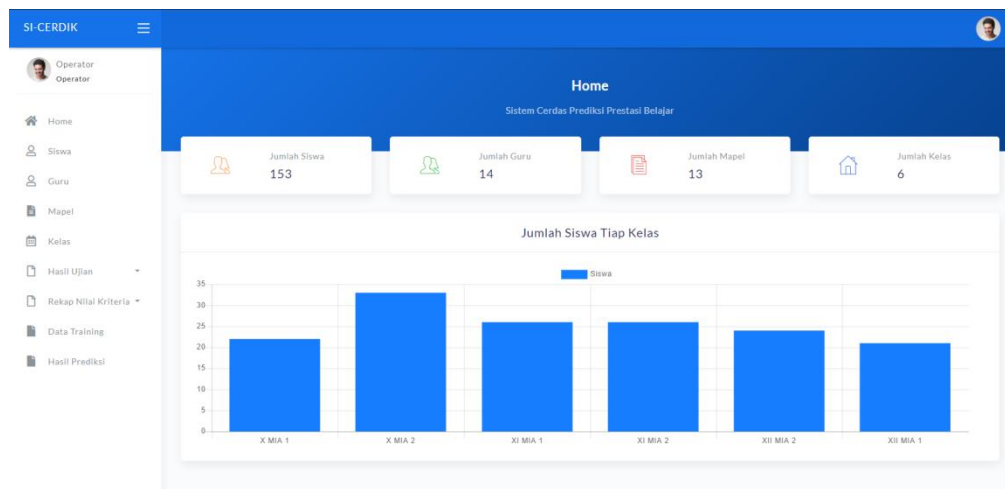 SI-CERDIK
Operator
Operator
Home
Siswa
Guru
Mapel
Kelas
Hasil Ujian
Rekap Nilai Kriteria
Data Training
Hasil Prediksi
Home
Sistem Cerdas Prediksi Prestasi Belajar
Jumlah Siswa
153
Jumlah Guru
14
Jumlah Mapel
13
Jumlah Kelas
6
Jumlah Siswa Tiap Kelas
Siswa
35
30
25
20
15
10
5
0
X MIA 1
X MIA 2
XI MIA 1
XI MIA 2
XII MIA 2
XII MIA 1